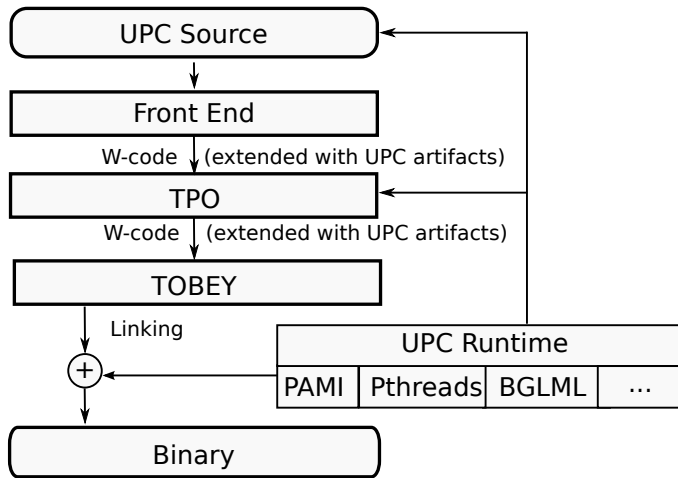 UPC Source
Front End
W-code (extended with UPC artifacts)
TPO
W-code (extended with UPC artifacts)
TOBEY
Linking
UPC Runtime
+
PAMI Pthreads BGLML ...
Binary